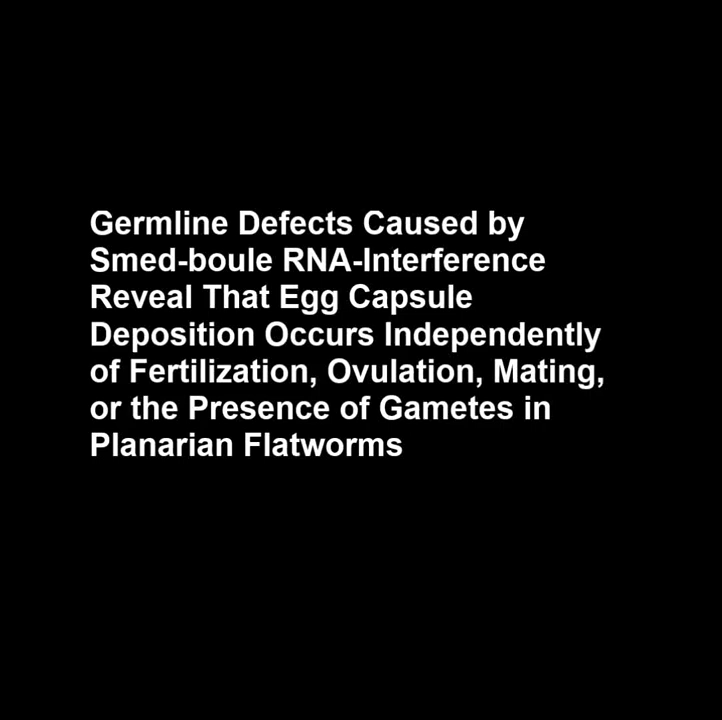 Germline Defects Caused by
Smed-boule RNA-Interference
Reveal That Egg Capsule
Deposition Occurs Independently
of Fertilization, Ovulation, Mating,
or the Presence of Gametes in
Planarian Flatworms